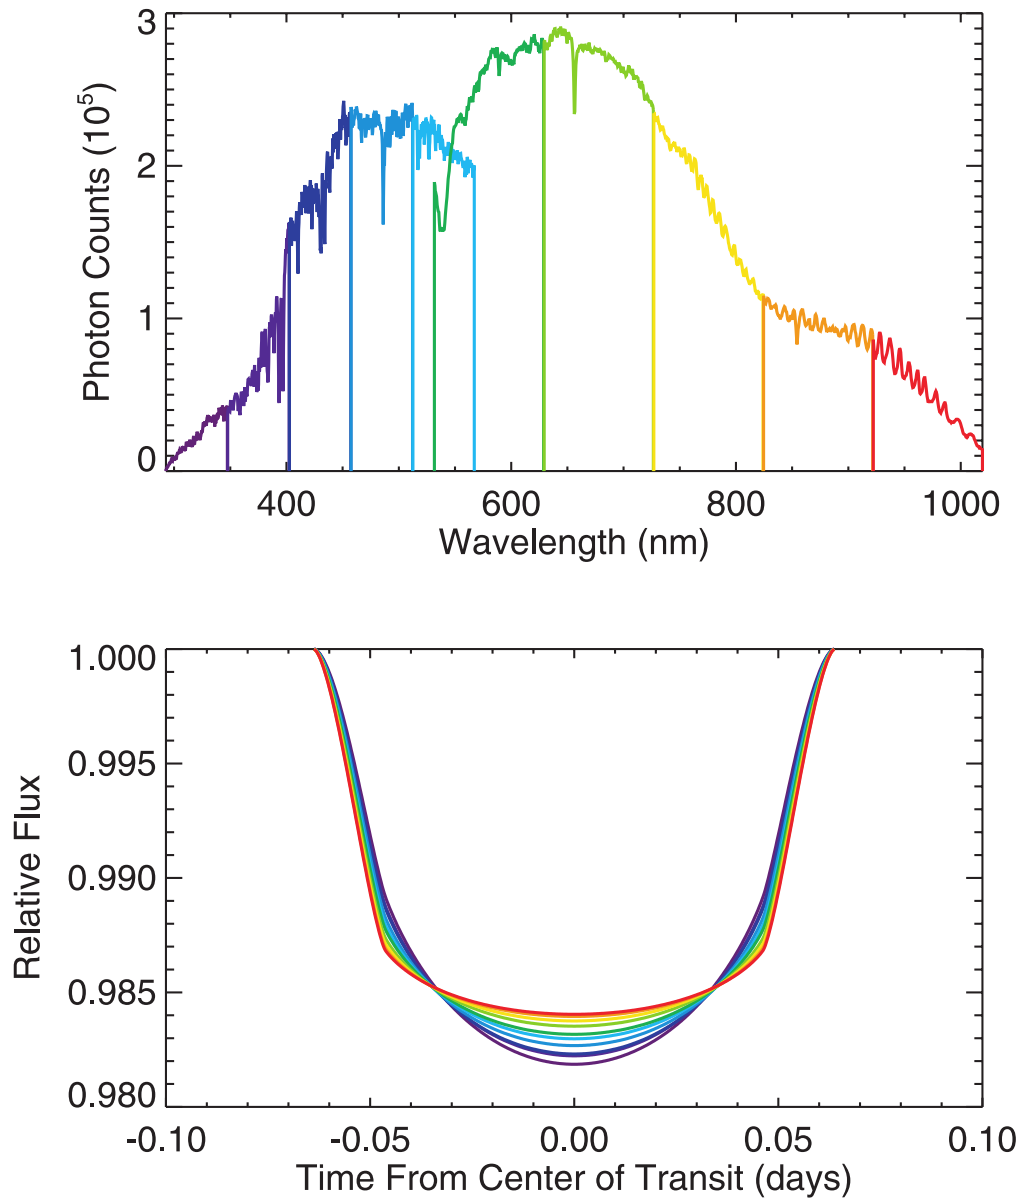 3
2
1
0
Photon Counts (10⁵)
400 600 800 1000
Wavelength (nm)
1.000
0.995
0.990
0.985
0.980
Relative Flux
-0.10 -0.05 0.00 0.05 0.10
Time From Center of Transit (days)